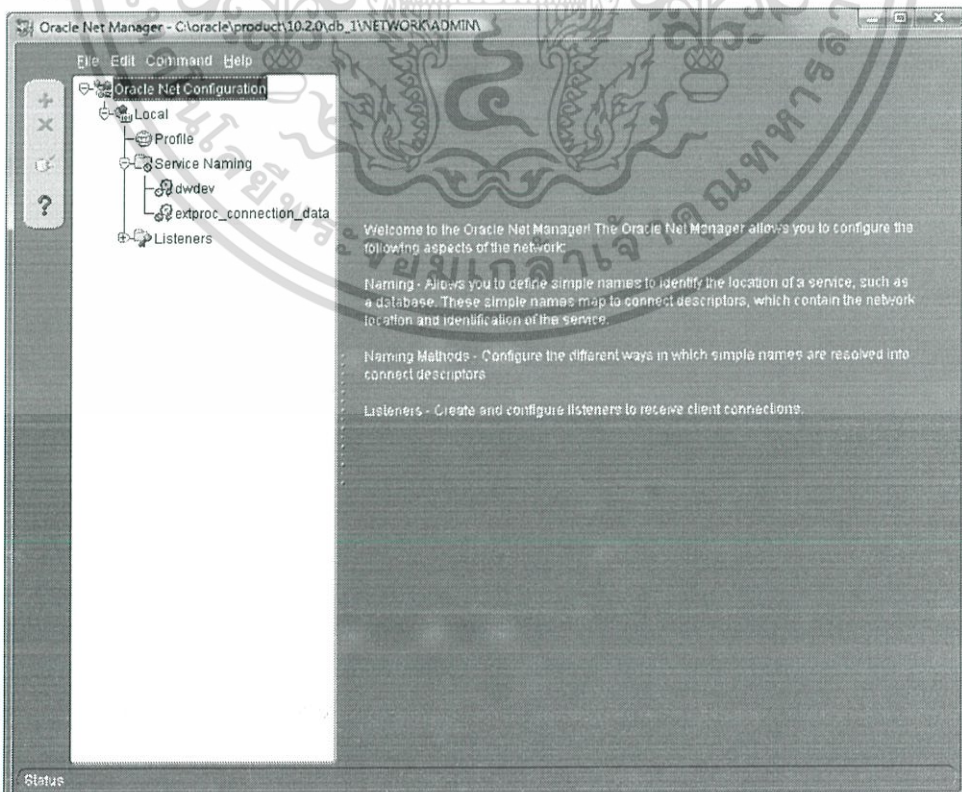 Oracle Net Manager - C:\oracle\product\10.2.0\db_1\NETWORK\ADMIN\
File Edit Command Help
Oracle Net Configuration
Local
Profile
Service Naming
dwdev
extproc_connection_data
Listeners
?
Welcome to the Oracle Net Manager! The Oracle Net Manager allows you to configure the
following aspects of the network:
Naming - Allows you to define simple names to identify the location of a service, such as
a database. These simple names map to connect descriptors, which contain the network
location and identification of the service.
Naming Methods - Configure the different ways in which simple names are resolved into
connect descriptors
Listeners - Create and configure listeners to receive client connections.
Status